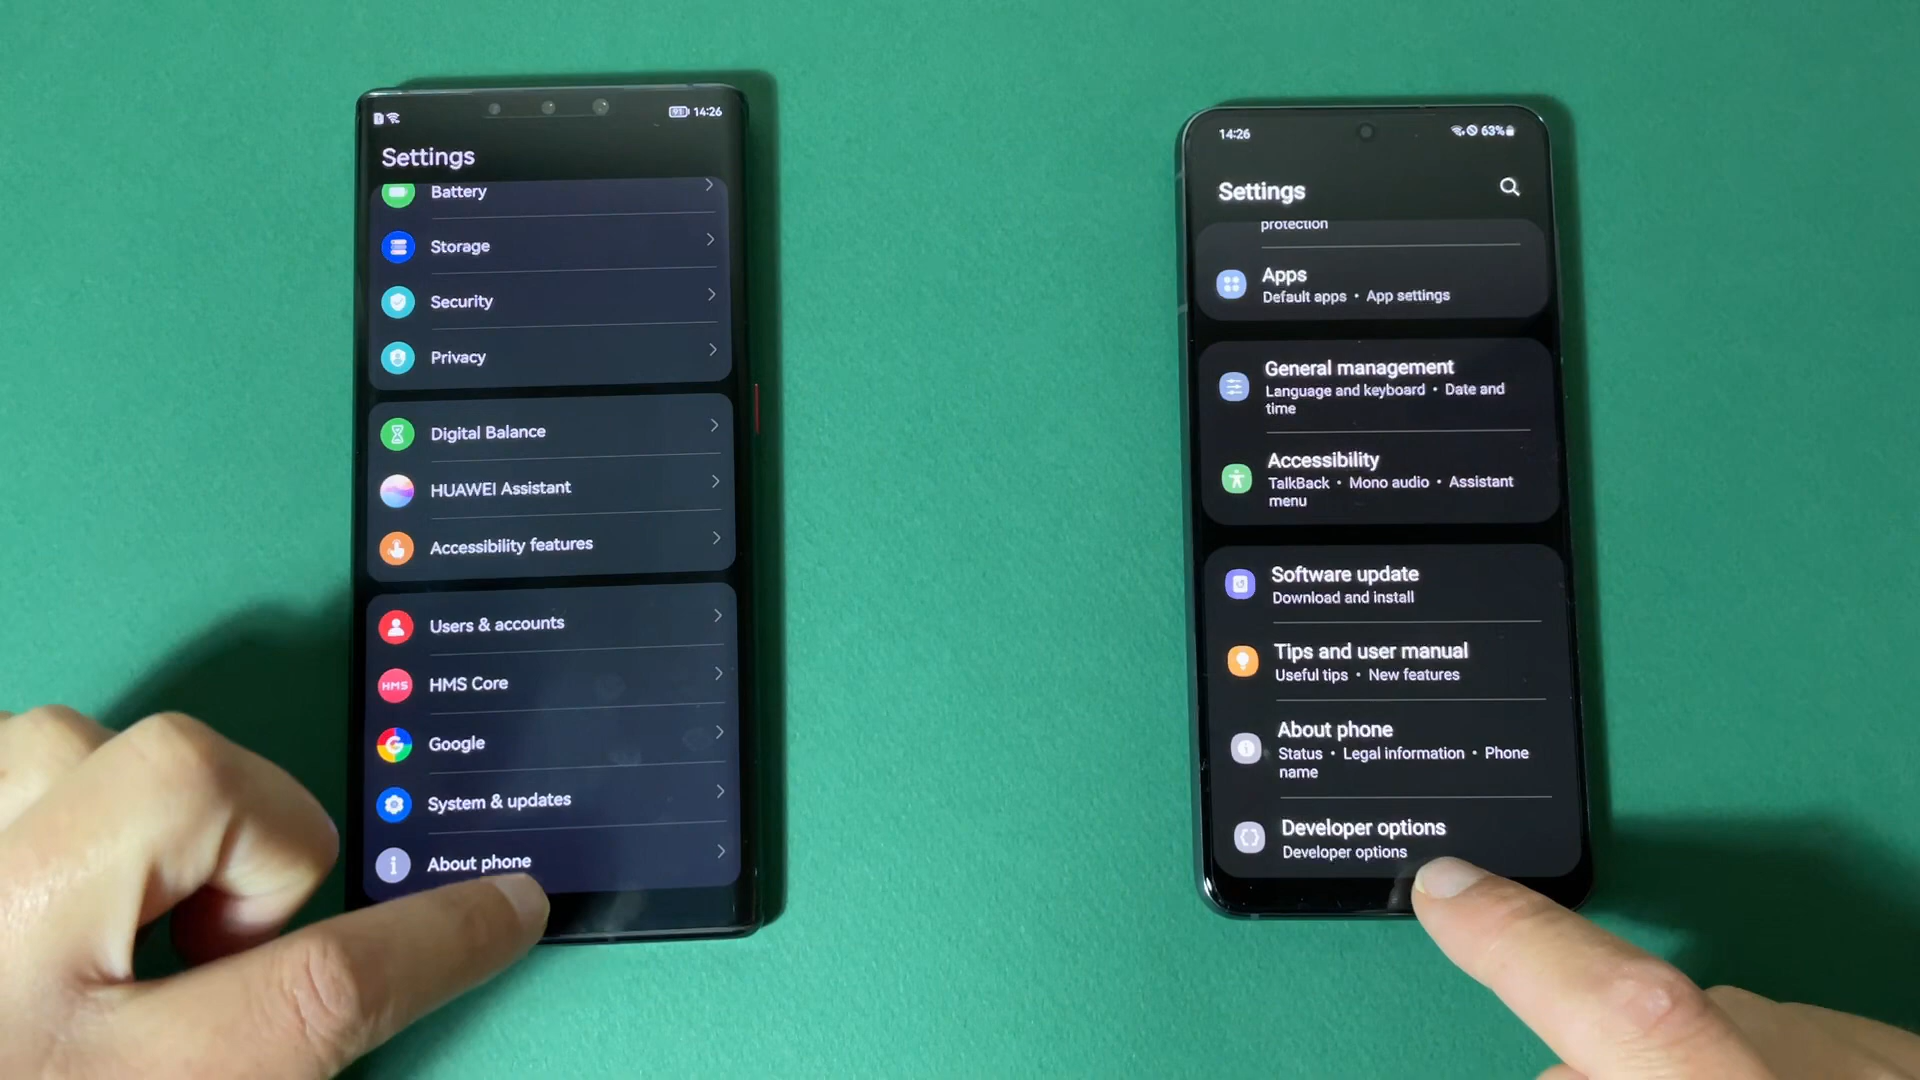 91 14:26
Settings
Battery
Storage
Security
Privacy
Digital Balance
HUAWEI Assistant
Accessibility features
Users & accounts
HMS HMS Core
G Google
System & updates
i About phone
14:26 63%
Settings
protection
Apps
Default apps • App settings
General management
Language and keyboard • Date and
time
Accessibility
TalkBack • Mono audio • Assistant
menu
Software update
Download and install
Tips and user manual
Useful tips • New features
About phone
Status • Legal information • Phone
name
Developer options
Developer options